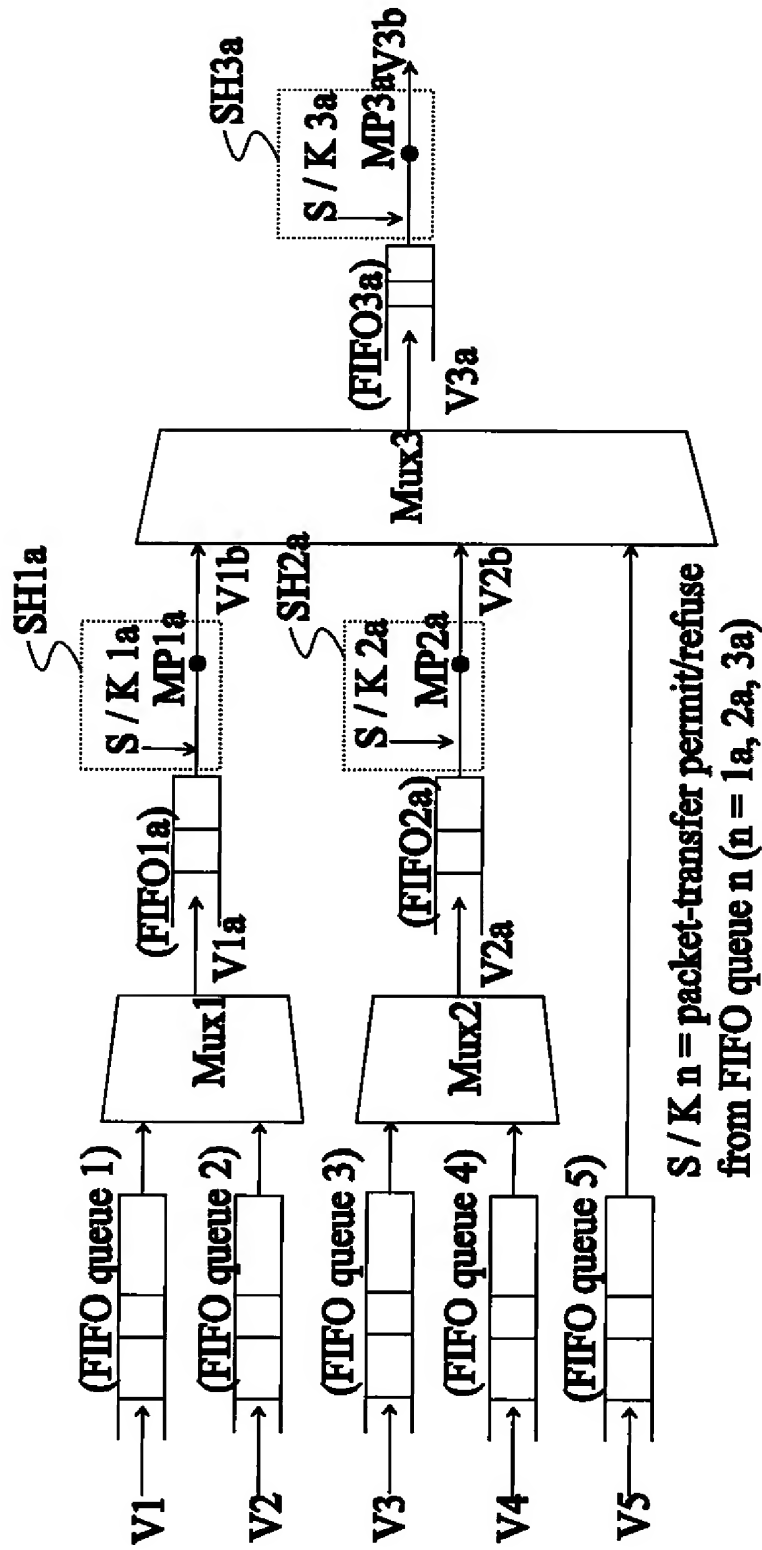 V1
(FIFO queue 1)
V2
(FIFO queue 2)
V3
(FIFO queue 3)
V4
(FIFO queue 4)
V5
(FIFO queue 5)
Mux1
V1a
(FIFO1a)
S / K 1a
MP1a
SH1a
V1b
Mux2
V2a
(FIFO2a)
S / K 2a
MP2a
SH2a
V2b
Mux3
V3a
(FIFO3a)
S / K 3a
MP3a
SH3a
V3b
S / K n = packet-transfer permit/refuse
from FIFO queue n (n = 1a, 2a, 3a)